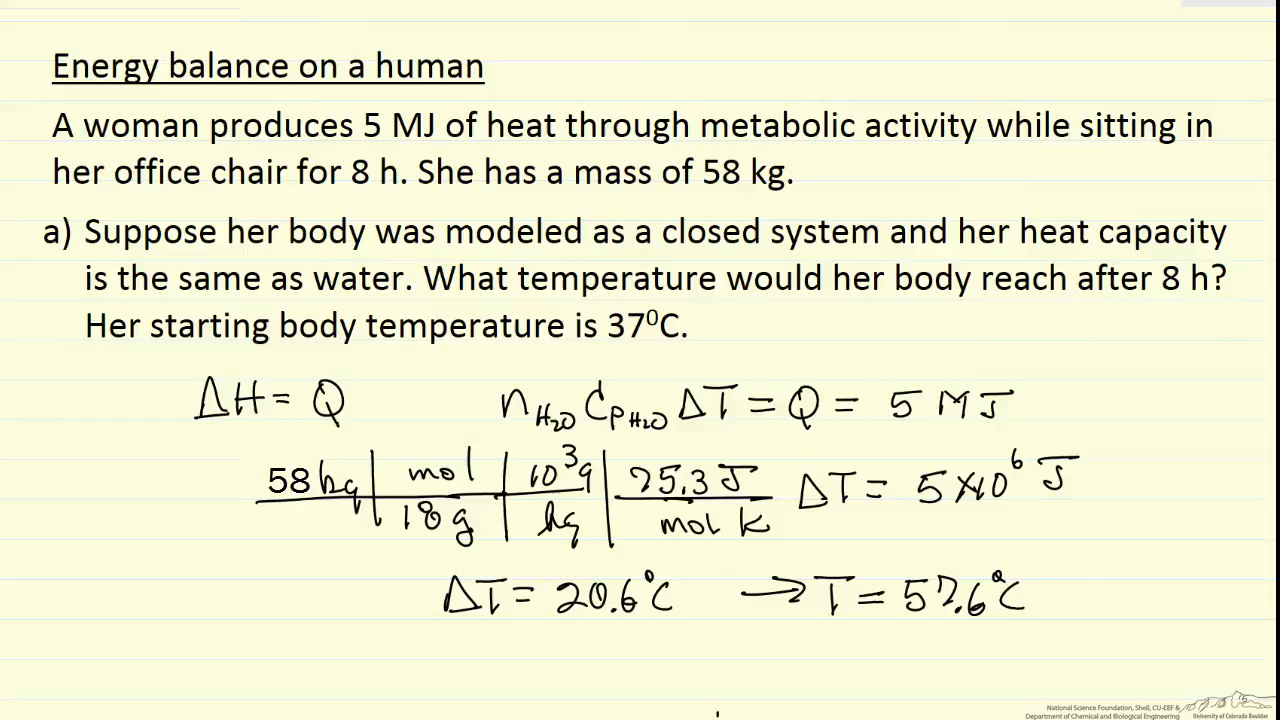 Energy balance on a human
A woman produces 5 MJ of heat through metabolic activity while sitting in
her office chair for 8 h. She has a mass of 58 kg.
a) Suppose her body was modeled as a closed system and her heat capacity
is the same as water. What temperature would her body reach after 8 h?
Her starting body temperature is 37⁰C.
ΔH = Q n_H₂O C_P H₂O ΔT = Q = 5 MJ
58 kg | mol | 10³g | 75.3 J ΔT = 5×10⁶ J
18 g | kg | mol K
ΔT = 20.6°C → T = 57.6°C
National Science Foundation, Shell, CU-EEF &
Department of Chemical and Biological Engineering
University of Colorado Boulder